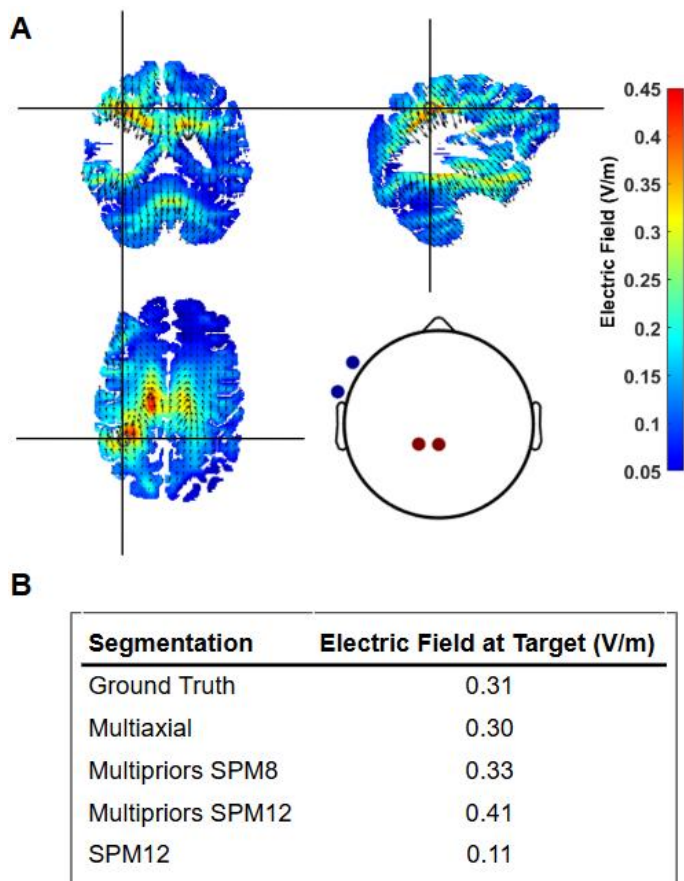 A
0.45
0.4
0.35
0.3
0.25
0.2
0.15
0.1
0.05
Electric Field (V/m)
B
Segmentation Electric Field at Target (V/m)
Ground Truth 0.31
Multiaxial 0.30
Multipriors SPM8 0.33
Multipriors SPM12 0.41
SPM12 0.11